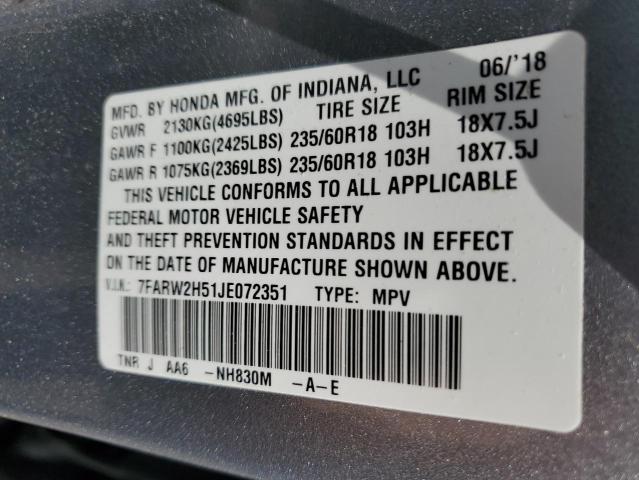 MFD. BY HONDA MFG. OF INDIANA, LLC 06/'18
GVWR 2130KG(4695LBS) TIRE SIZE RIM SIZE
GAWR F 1100KG(2425LBS) 235/60R18 103H 18X7.5J
GAWR R 1075KG(2369LBS) 235/60R18 103H 18X7.5J
THIS VEHICLE CONFORMS TO ALL APPLICABLE
FEDERAL MOTOR VEHICLE SAFETY
AND THEFT PREVENTION STANDARDS IN EFFECT
ON THE DATE OF MANUFACTURE SHOWN ABOVE.
V.I.N.: 7FARW2H51JE072351 TYPE: MPV
TNR J AA6 -NH830M -A-E